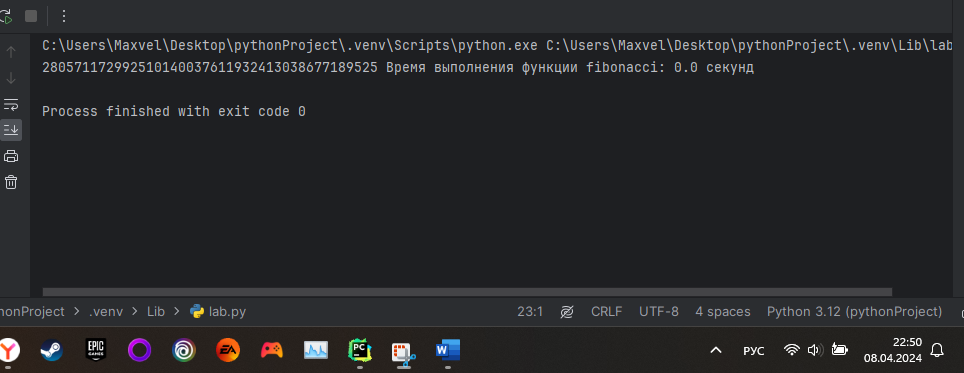 C:\Users\Maxvel\Desktop\pythonProject\.venv\Scripts\python.exe C:\Users\Maxvel\Desktop\pythonProject\.venv\Lib\lab
280571172992510140037611932413038677189525 Время выполнения функции fibonacci: 0.0 секунд
Process finished with exit code 0
honProject > .venv > Lib > lab.py 23:1 CRLF UTF-8 4 spaces Python 3.12 (pythonProject)
EPIC GAMES EA PC W РУС 22:50
08.04.2024